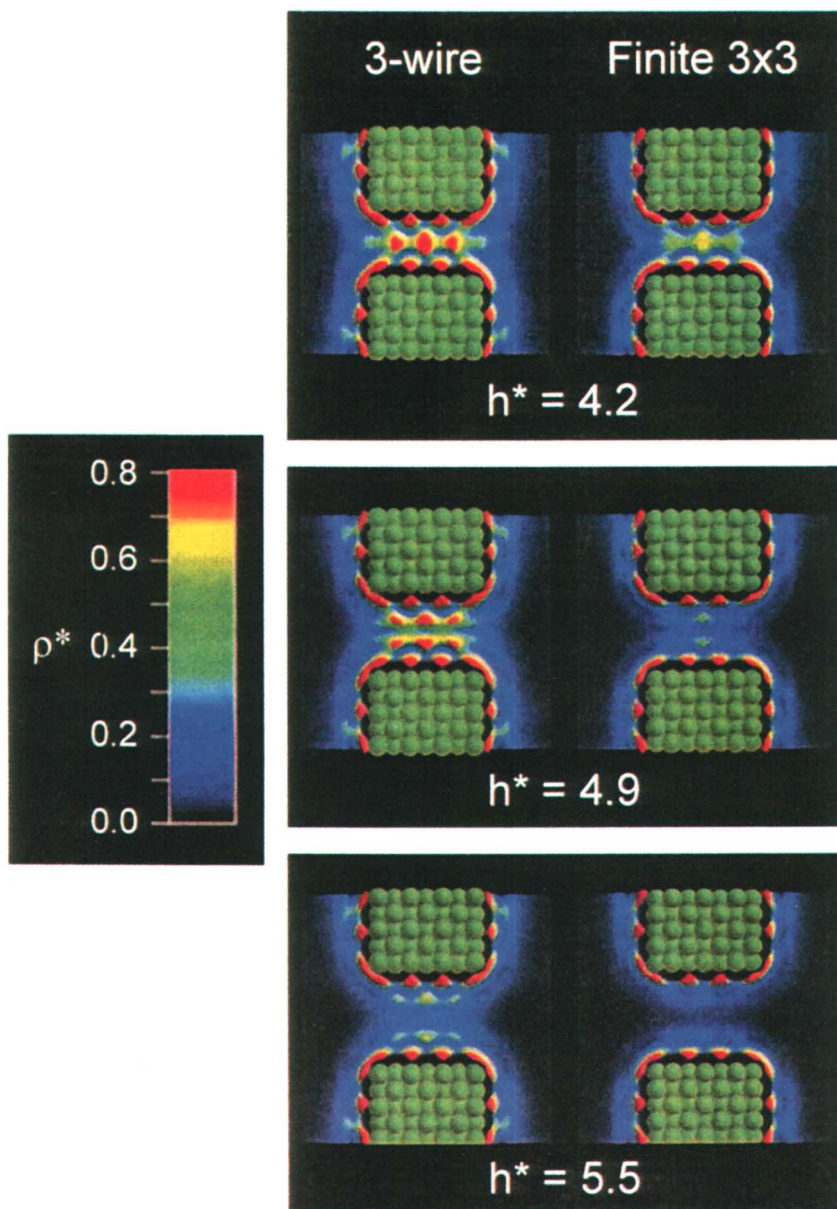 3-wire Finite 3x3
h* = 4.2
0.8
0.6
ρ* 0.4
0.2
0.0
h* = 4.9
h* = 5.5